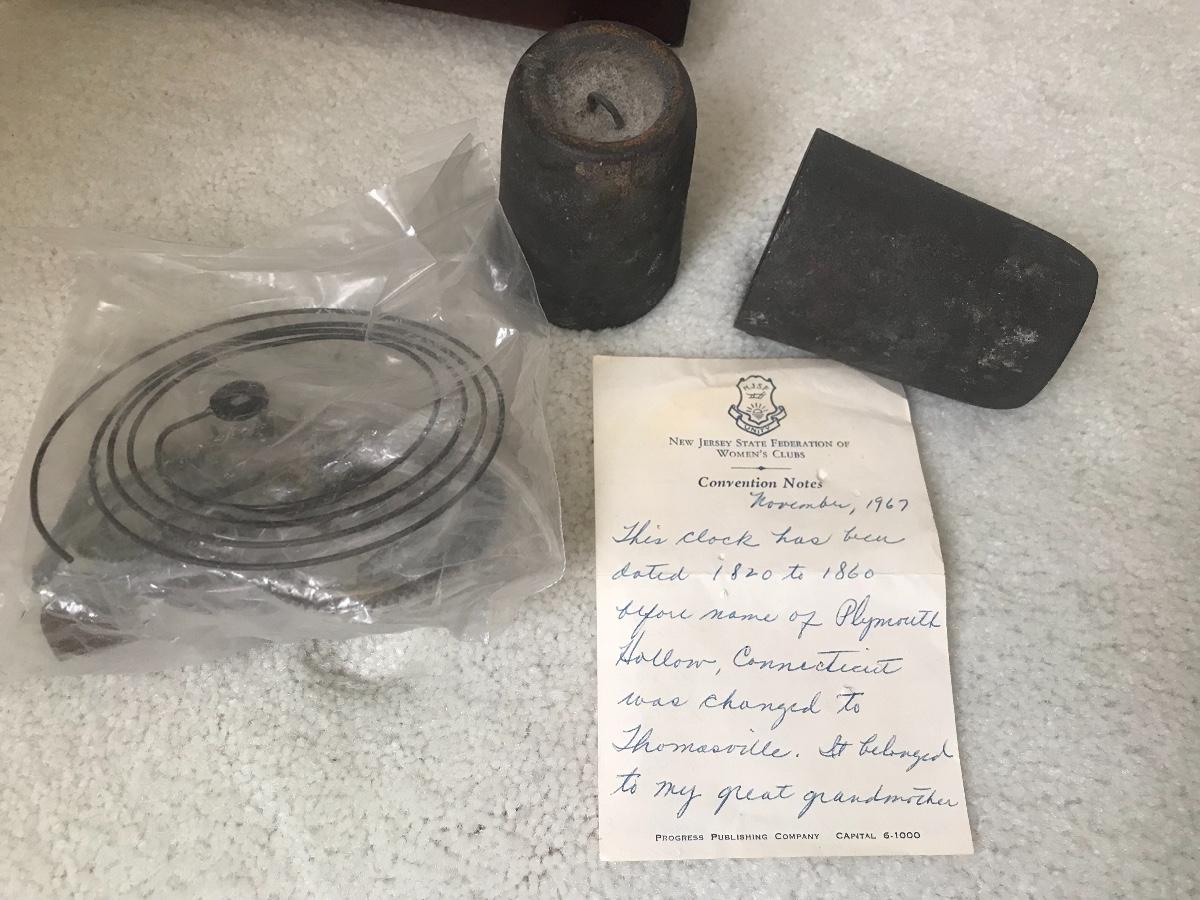 N.J.S.F.
UNITY
NEW JERSEY STATE FEDERATION OF
WOMEN'S CLUBS
Convention Notes
November, 1967
This clock has been
dated 1820 to 1860
before name of Plymouth
Hollow, Connecticut
was changed to
Thomasville. It belonged
to my great grandmother
PROGRESS PUBLISHING COMPANY CAPITAL 6-1000